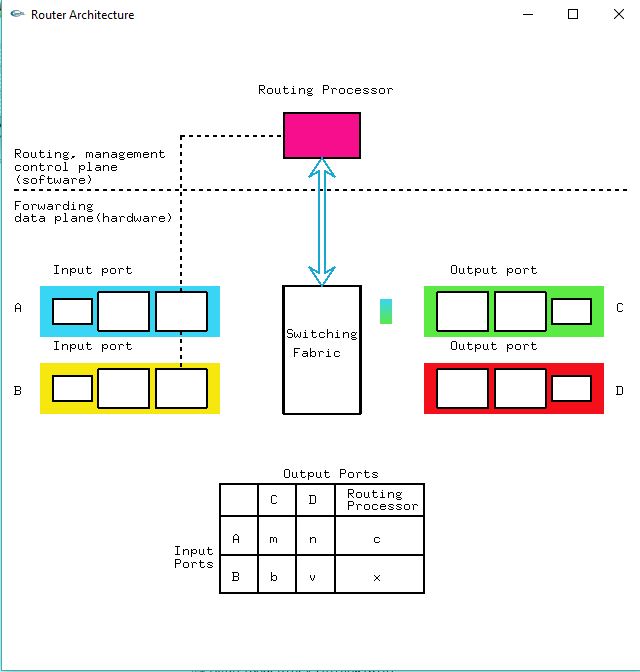 Router Architecture
Routing Processor
Routing, management
control plane
(software)
Forwarding
data plane(hardware)
Input port
Output port
A
C
Switching
Fabric
Input port
Output port
B
D
Output Ports
C D Routing
Processor
Input
Ports
A m n c
B b v x